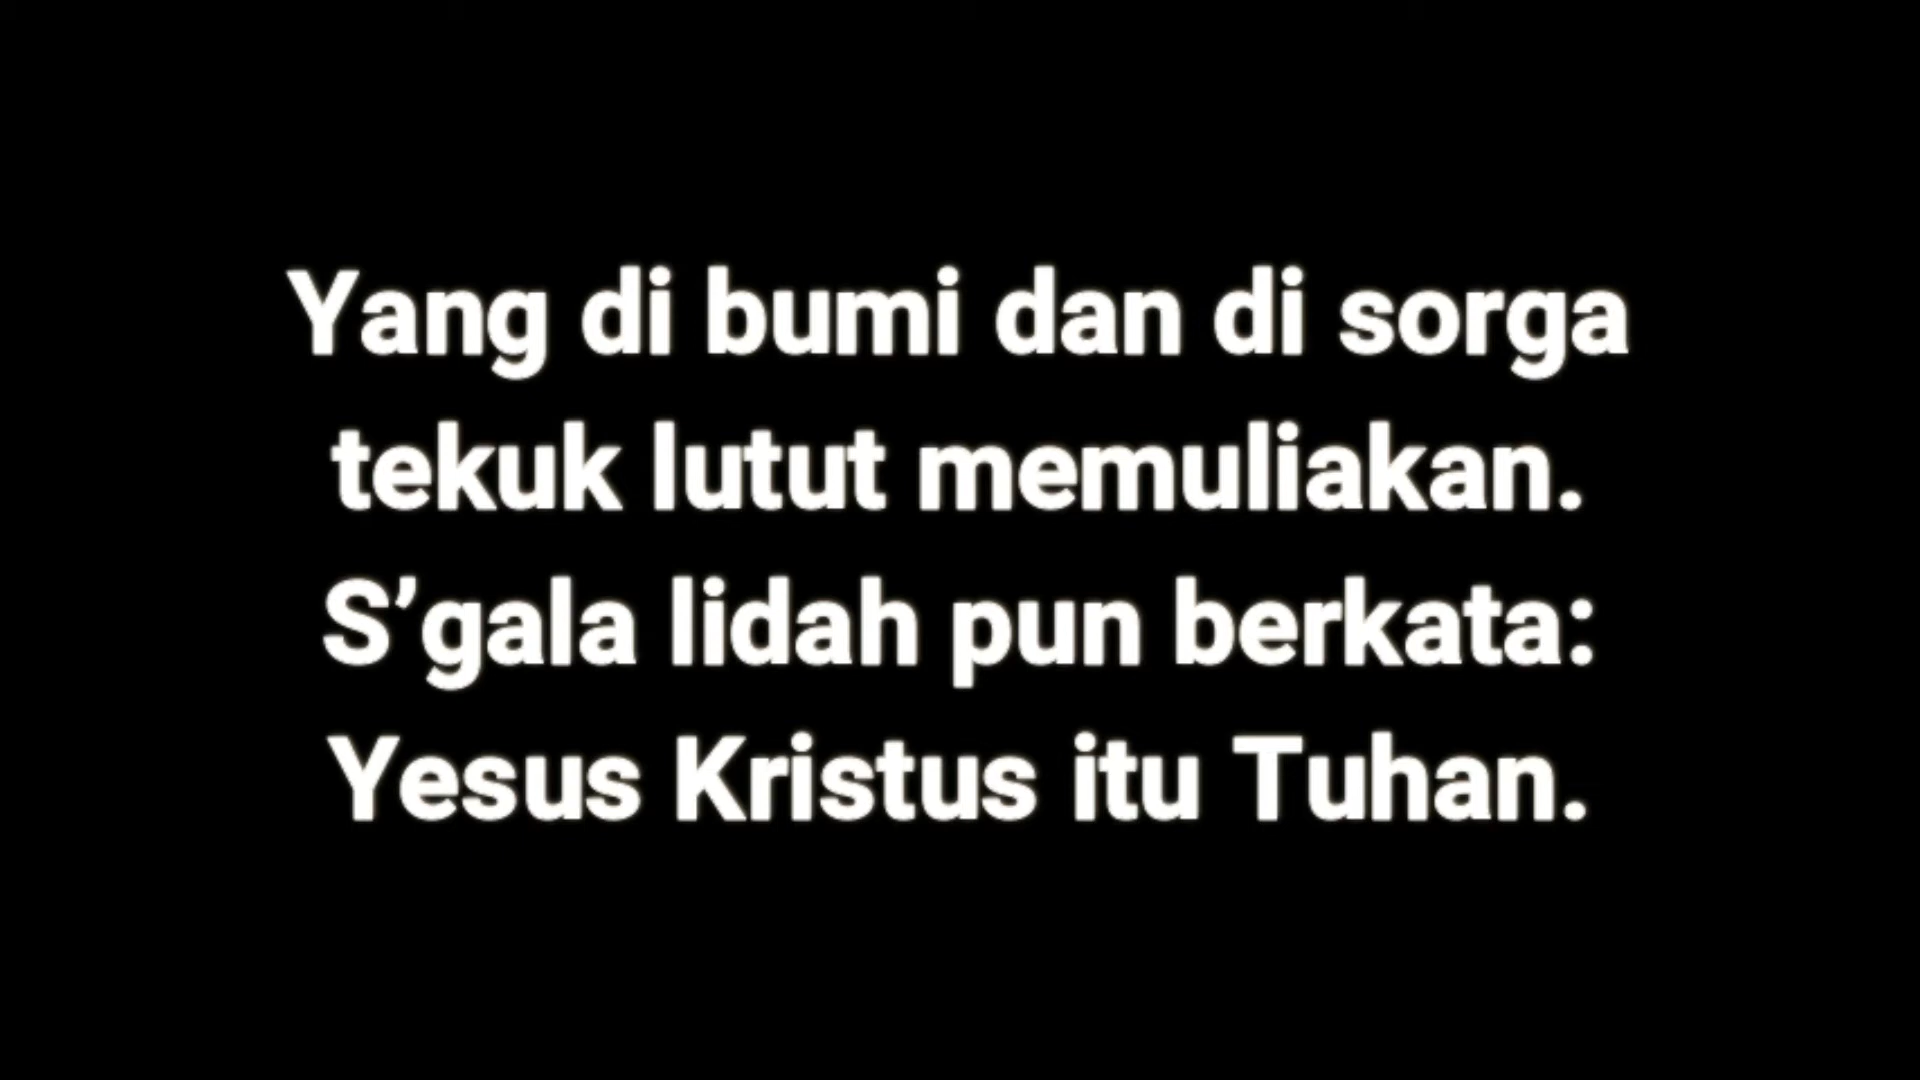 Yang di bumi dan di sorga
tekuk lutut memuliakan.
S’gala lidah pun berkata:
Yesus Kristus itu Tuhan.